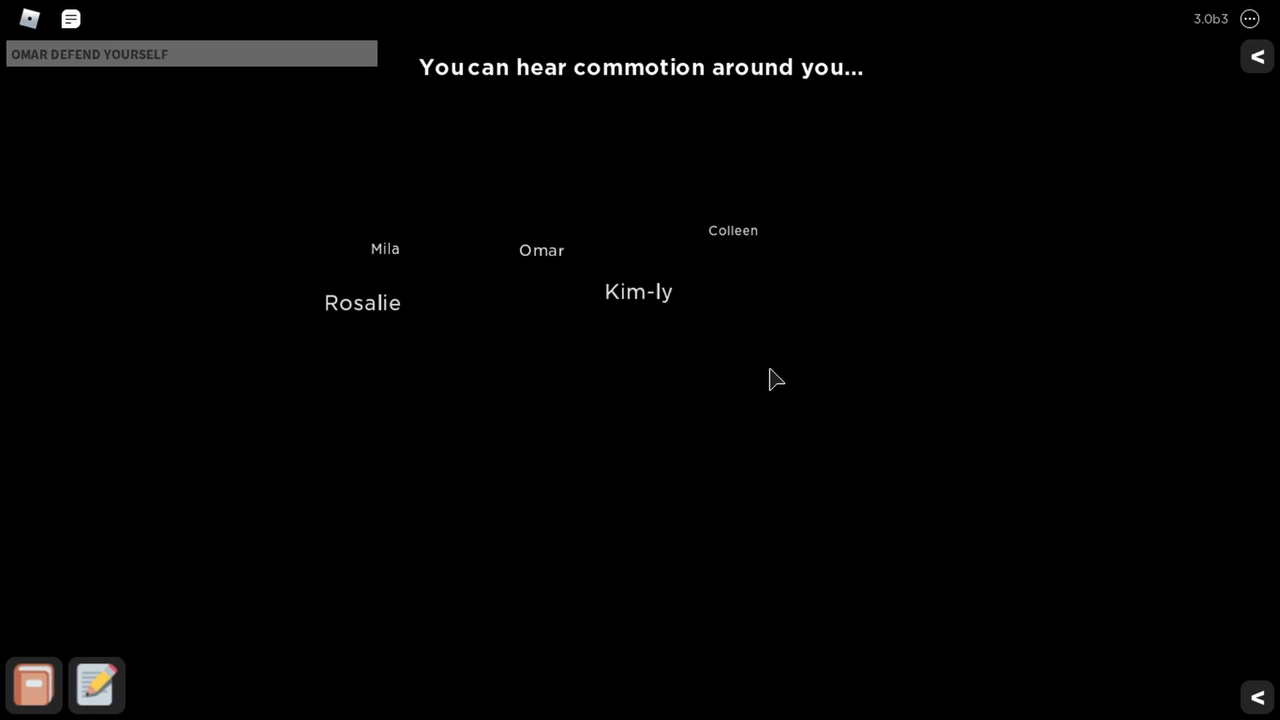 3.0b3
OMAR DEFEND YOURSELF
You can hear commotion around you...
Colleen
Mila
Omar
Kim-ly
Rosalie